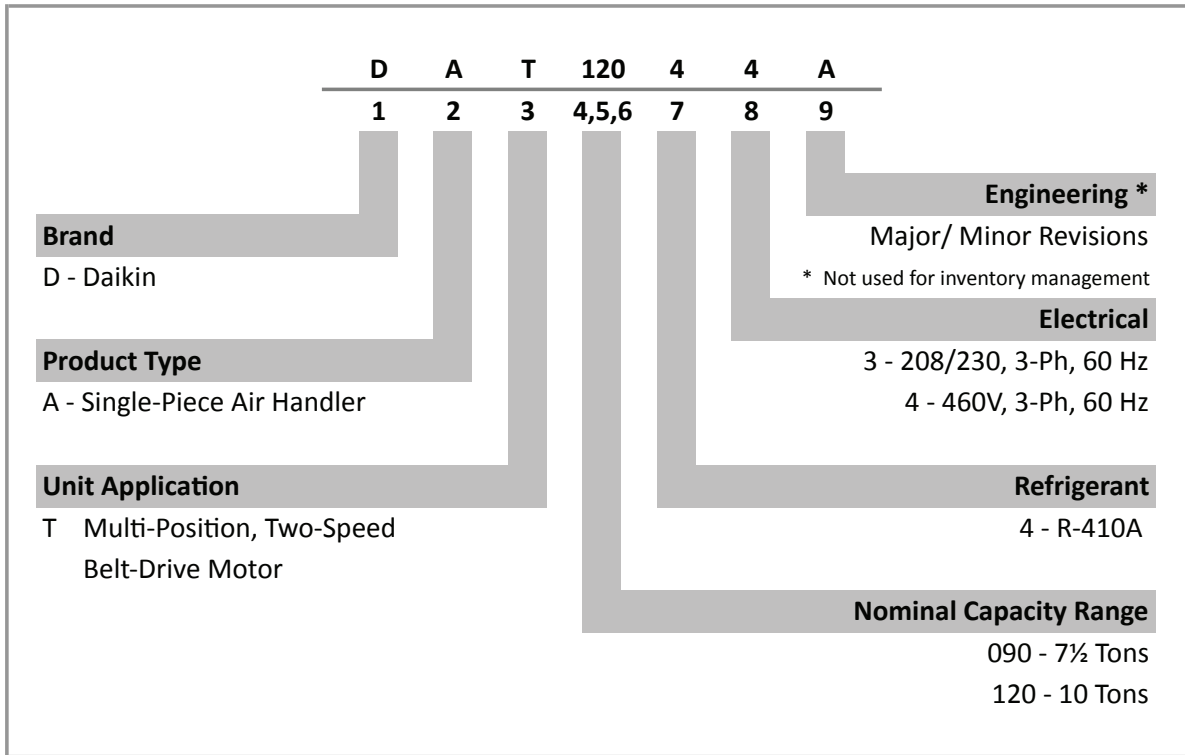 D A T 120 4 4 A
1 2 3 4,5,6 7 8 9
Brand
D - Daikin
Product Type
A - Single-Piece Air Handler
Unit Application
T Multi-Position, Two-Speed
Belt-Drive Motor
Engineering *
Major/ Minor Revisions
* Not used for inventory management
Electrical
3 - 208/230, 3-Ph, 60 Hz
4 - 460V, 3-Ph, 60 Hz
Refrigerant
4 - R-410A
Nominal Capacity Range
090 - 7½ Tons
120 - 10 Tons